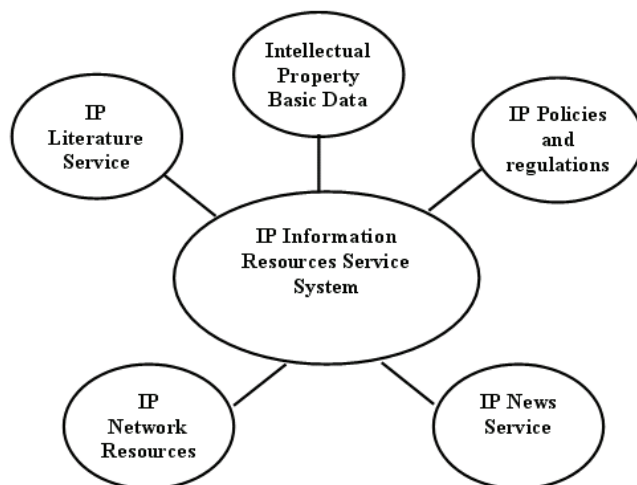 Intellectual
Property
Basic Data
IP
Literature
Service
IP Policies
and
regulations
IP Information
Resources Service
System
IP
Network
Resources
IP News
Service